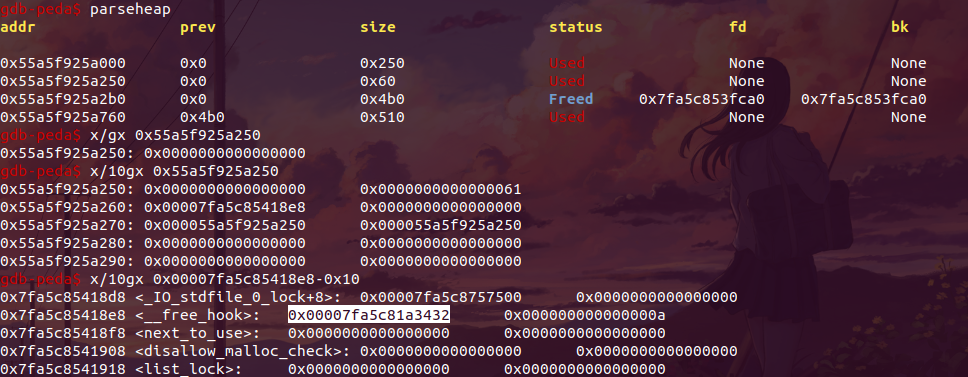 gdb-peda$ parseheap
addr prev size status fd bk
0x55a5f925a000 0x0 0x250 Used None None
0x55a5f925a250 0x0 0x60 Used None None
0x55a5f925a2b0 0x0 0x4b0 Freed 0x7fa5c853fca0 0x7fa5c853fca0
0x55a5f925a760 0x4b0 0x510 Used None None
gdb-peda$ x/gx 0x55a5f925a250
0x55a5f925a250: 0x0000000000000000
gdb-peda$ x/10gx 0x55a5f925a250
0x55a5f925a250: 0x0000000000000000 0x0000000000000061
0x55a5f925a260: 0x00007fa5c85418e8 0x0000000000000000
0x55a5f925a270: 0x000055a5f925a250 0x0000000000000000
0x55a5f925a280: 0x0000000000000000 0x0000000000000000
0x55a5f925a290: 0x0000000000000000 0x0000000000000000
gdb-peda$ x/10gx 0x00007fa5c85418e8-0x10
0x7fa5c85418d8 <_IO_stdfile_0_lock+8>: 0x00007fa5c8757500 0x0000000000000000
0x7fa5c85418e8 <__free_hook>: 0x00007fa5c81a3432 0x000000000000000a
0x7fa5c85418f8 <next_to_use>: 0x0000000000000000 0x0000000000000000
0x7fa5c8541908 <disallow_malloc_check>: 0x0000000000000000 0x0000000000000000
0x7fa5c8541918 <list_lock>: 0x0000000000000000 0x0000000000000000